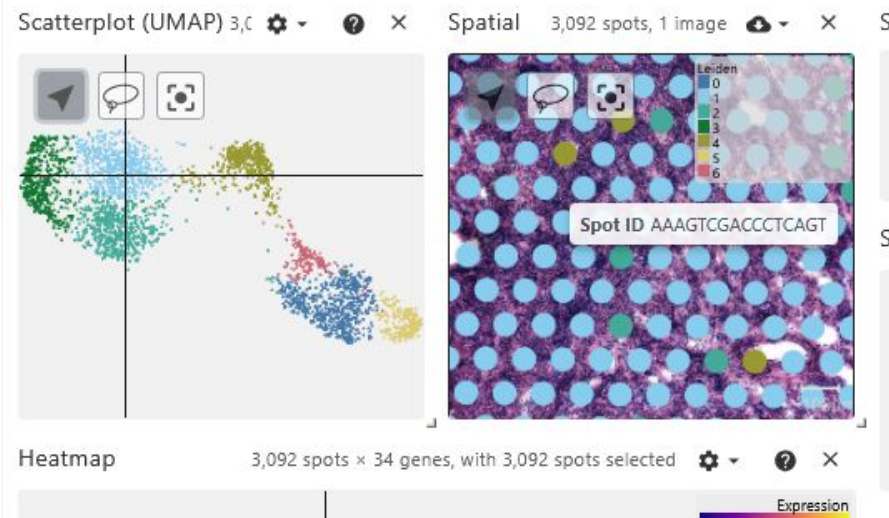 Scatterplot (UMAP) 3,0
Spatial 3,092 spots, 1 image
Leiden
0
1
2
3
4
5
6
Spot ID AAAGTCGACCCTCAGT
Heatmap 3,092 spots × 34 genes, with 3,092 spots selected
Expression